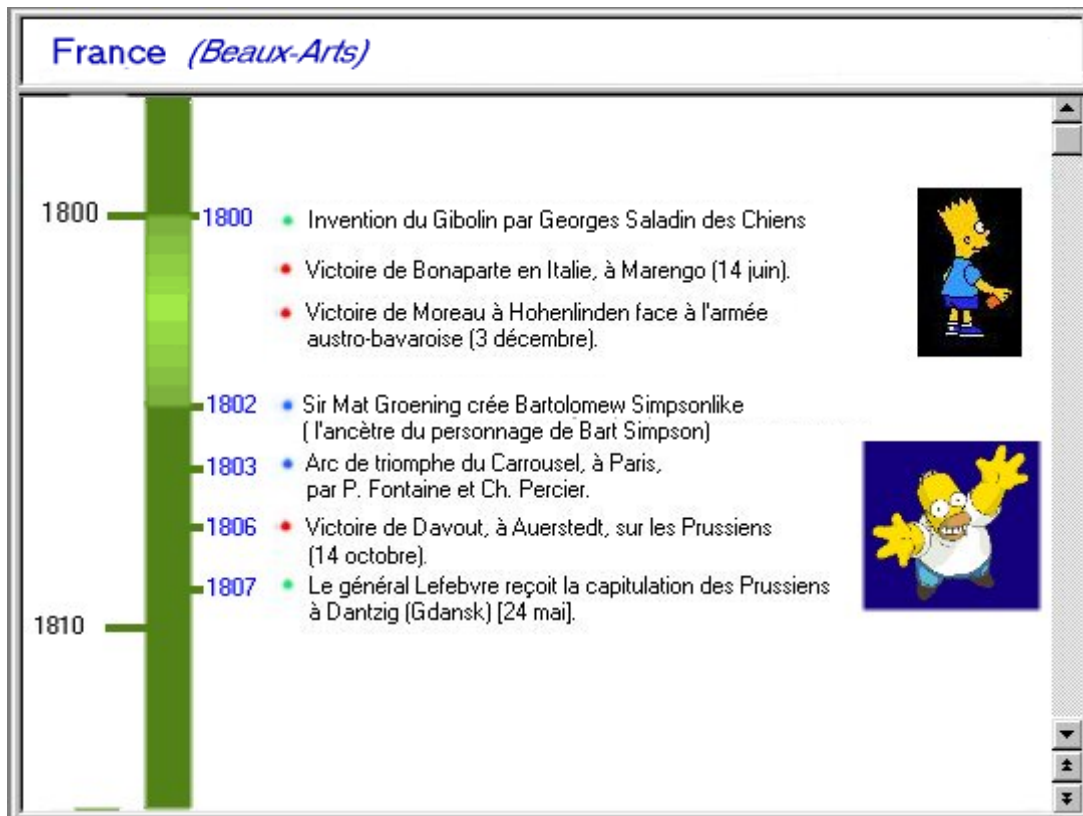 France (Beaux-Arts)
1800
1800 Invention du Gibolin par Georges Saladin des Chiens
Victoire de Bonaparte en Italie, à Marengo (14 juin).
Victoire de Moreau à Hohenlinden face à l'armée
austro-bavaroise (3 décembre).
1802 Sir Mat Groening crée Bartolomew Simpsonlike
( l'ancètre du personnage de Bart Simpson)
1803 Arc de triomphe du Carrousel, à Paris,
par P. Fontaine et Ch. Percier.
1806 Victoire de Davout, à Auerstedt, sur les Prussiens
(14 octobre).
1807 Le général Lefebvre reçoit la capitulation des Prussiens
à Dantzig (Gdansk) [24 mai].
1810